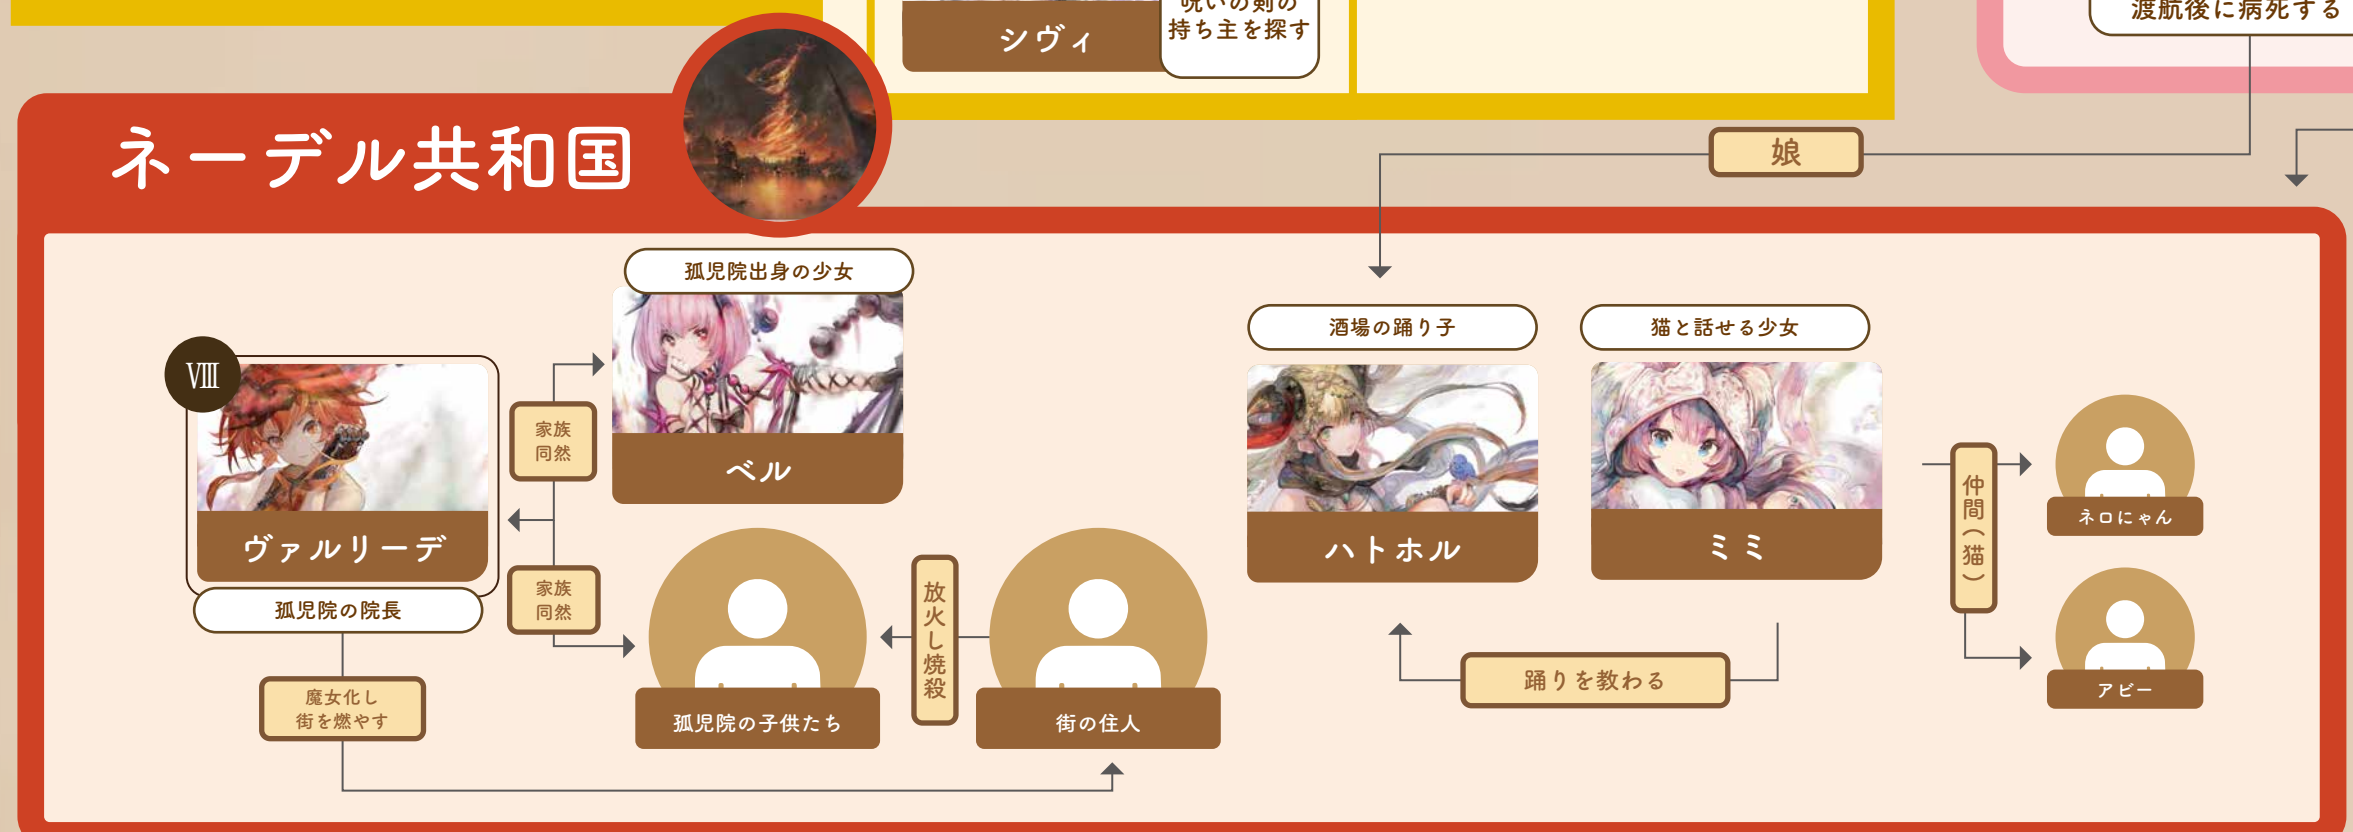 呪いの剣の
持ち主を探す
シヴィ
渡航後に病死する
ネーデル共和国
娘
孤児院出身の少女
ベル
Ⅷ
ヴァルリーデ
孤児院の院長
家族
同然
家族
同然
魔女化し
街を燃やす
孤児院の子供たち
放火し焼殺
街の住人
酒場の踊り子
ハトホル
猫と話せる少女
ミミ
踊りを教わる
仲間（猫）
ネロにゃん
アビー